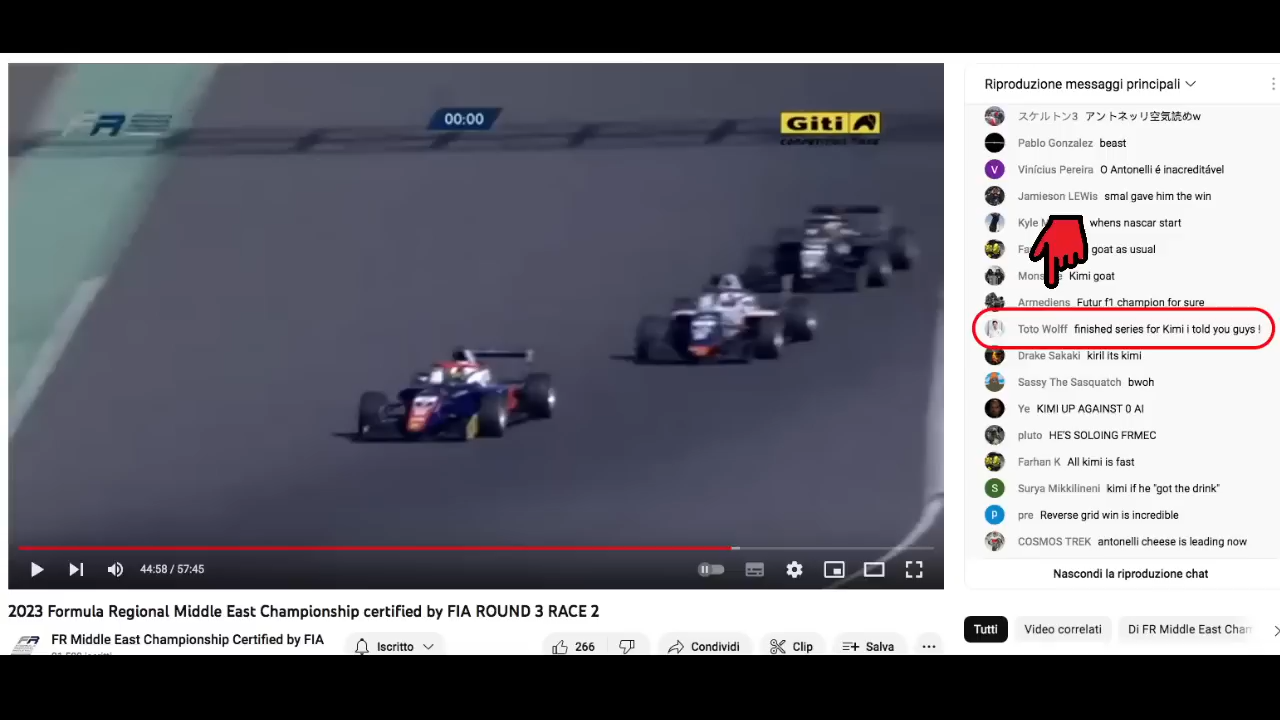 FR
00:00
Giti
Riproduzione messaggi principali
スケルトン3 アントネッリ空気読めw
Pablo Gonzalez beast
V Vinícius Pereira O Antonelli é inacreditável
Jamieson LEWis smal gave him the win
Kyle whens nascar start
goat as usual
Kimi goat
Armediens Futur f1 champion for sure
Toto Wolff finished series for Kimi i told you guys !
Drake Sakaki kiril its kimi
Sassy The Sasquatch bwoh
Ye KIMI UP AGAINST 0 AI
pluto HE'S SOLOING FRMEC
Farhan K All kimi is fast
S Surya Mikkilineni kimi if he "got the drink"
p pre Reverse grid win is incredible
COSMOS TREK antonelli cheese is leading now
Nascondi la riproduzione chat
44:58 / 57:45
2023 Formula Regional Middle East Championship certified by FIA ROUND 3 RACE 2
FR Middle East Championship Certified by FIA
Iscritto
266
Condividi
Clip
Salva
Tutti
Video correlati
Di FR Middle East Cham